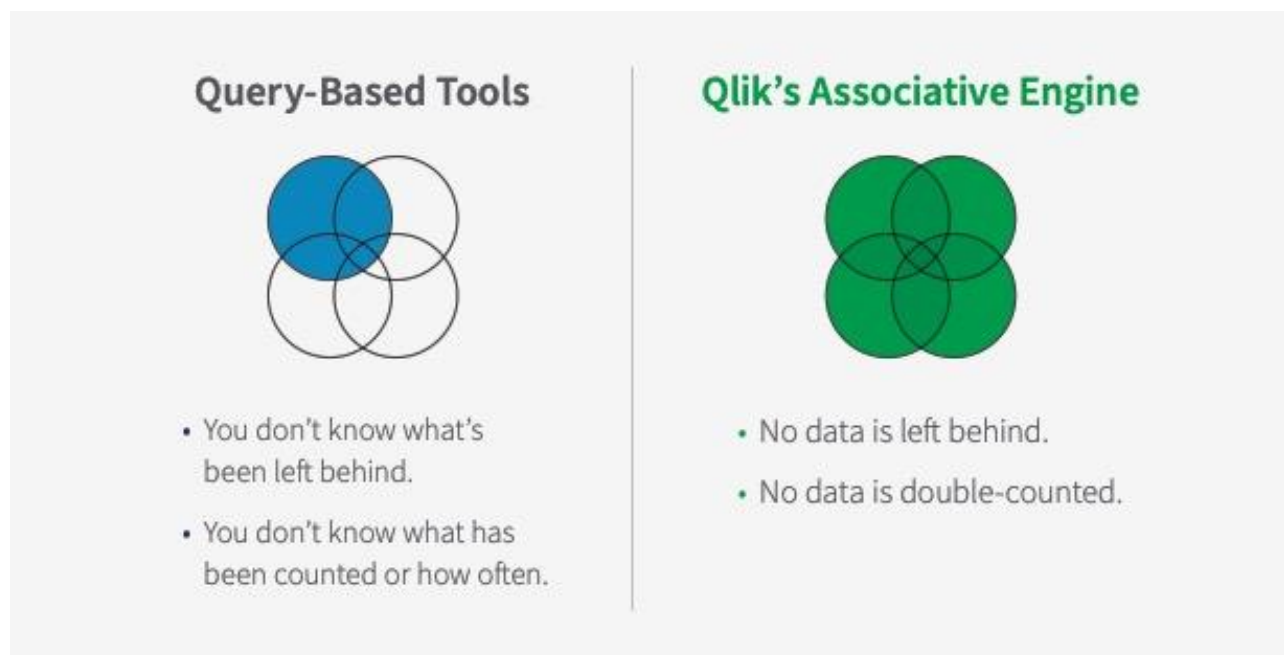 Query-Based Tools
• You don’t know what’s
been left behind.
• You don’t know what has
been counted or how often.
Qlik’s Associative Engine
• No data is left behind.
• No data is double-counted.